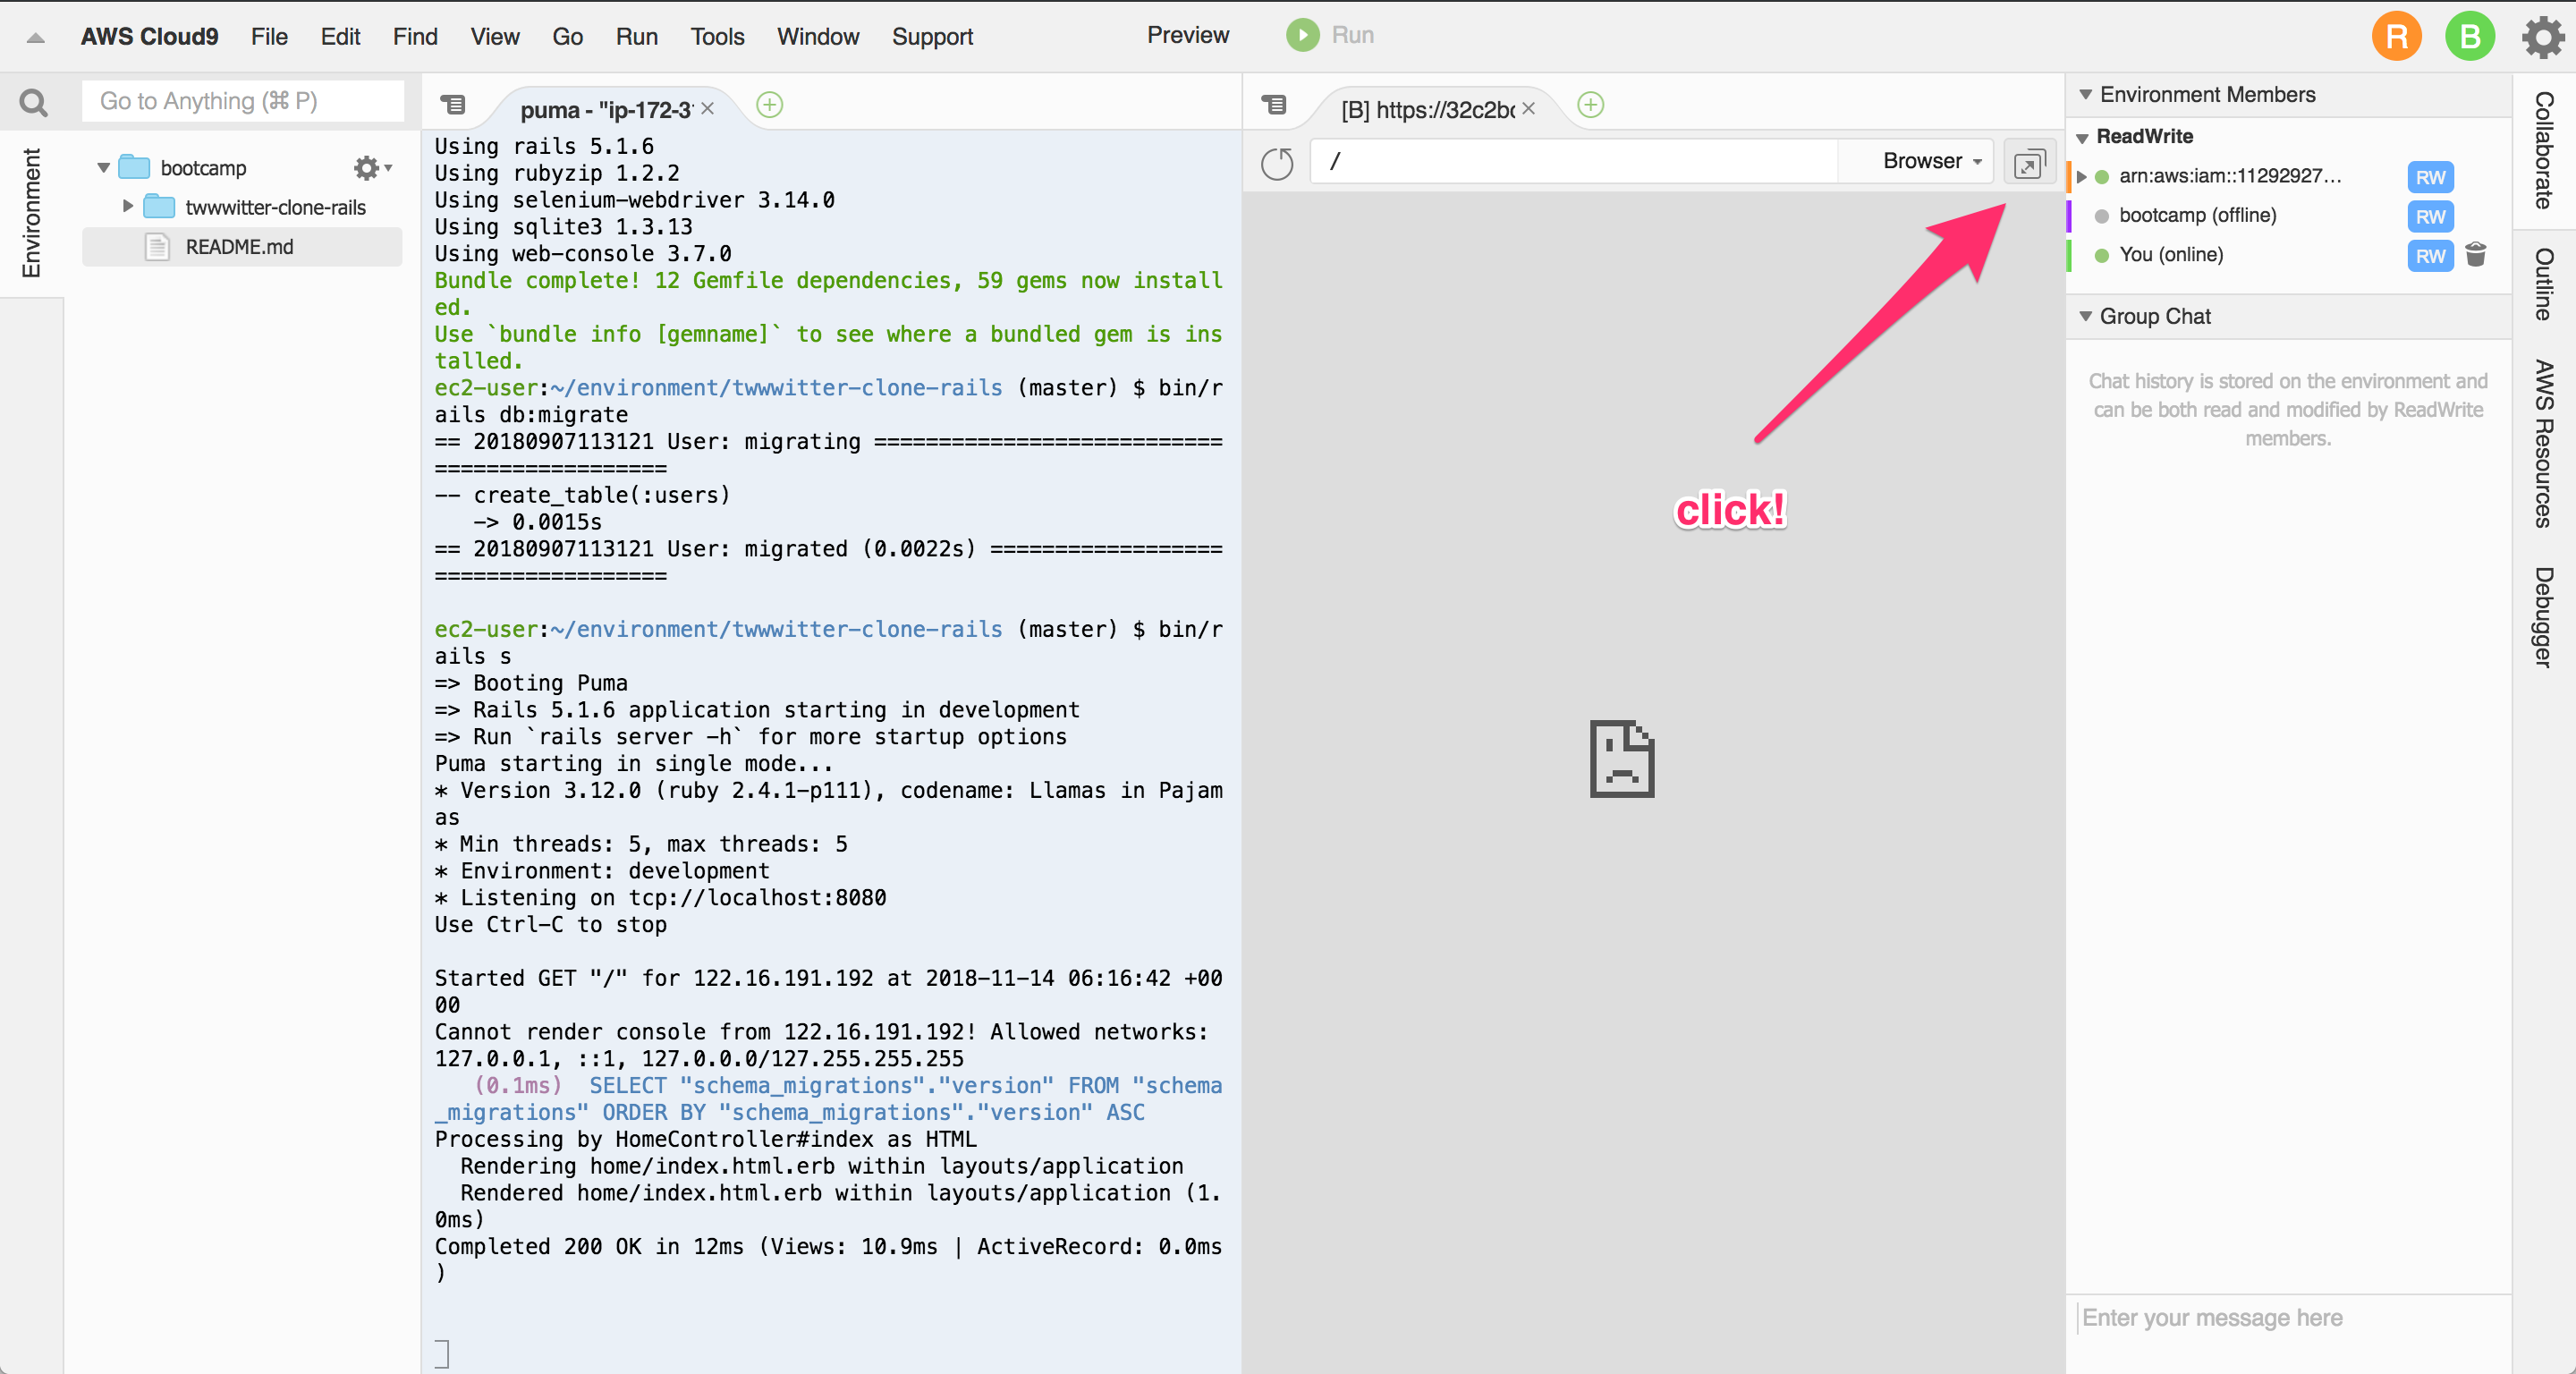 AWS Cloud9 File Edit Find View Go Run Tools Window Support Preview Run R B
Go to Anything (⌘ P)
Environment
bootcamp
twwwitter-clone-rails
README.md
puma - "ip-172-3
Using rails 5.1.6
Using rubyzip 1.2.2
Using selenium-webdriver 3.14.0
Using sqlite3 1.3.13
Using web-console 3.7.0
Bundle complete! 12 Gemfile dependencies, 59 gems now install
ed.
Use `bundle info [gemname]` to see where a bundled gem is ins
talled.
ec2-user:~/environment/twwwitter-clone-rails (master) $ bin/r
ails db:migrate
== 20180907113121 User: migrating ===========================
==================
-- create_table(:users)
   -> 0.0015s
== 20180907113121 User: migrated (0.0022s) ==================
==================
ec2-user:~/environment/twwwitter-clone-rails (master) $ bin/r
ails s
=> Booting Puma
=> Rails 5.1.6 application starting in development
=> Run `rails server -h` for more startup options
Puma starting in single mode...
* Version 3.12.0 (ruby 2.4.1-p111), codename: Llamas in Pajam
as
* Min threads: 5, max threads: 5
* Environment: development
* Listening on tcp://localhost:8080
Use Ctrl-C to stop
Started GET "/" for 122.16.191.192 at 2018-11-14 06:16:42 +00
00
Cannot render console from 122.16.191.192! Allowed networks:
127.0.0.1, ::1, 127.0.0.0/127.255.255.255
   (0.1ms)  SELECT "schema_migrations"."version" FROM "schema
_migrations" ORDER BY "schema_migrations"."version" ASC
Processing by HomeController#index as HTML
  Rendering home/index.html.erb within layouts/application
  Rendered home/index.html.erb within layouts/application (1.
0ms)
Completed 200 OK in 12ms (Views: 10.9ms | ActiveRecord: 0.0ms
)
[B] https://32c2b
/
Browser
click!
Environment Members
ReadWrite
arn:aws:iam::11292927... RW
bootcamp (offline) RW
You (online) RW
Group Chat
Chat history is stored on the environment and
can be both read and modified by ReadWrite
members.
Enter your message here
Collaborate
Outline
AWS Resources
Debugger